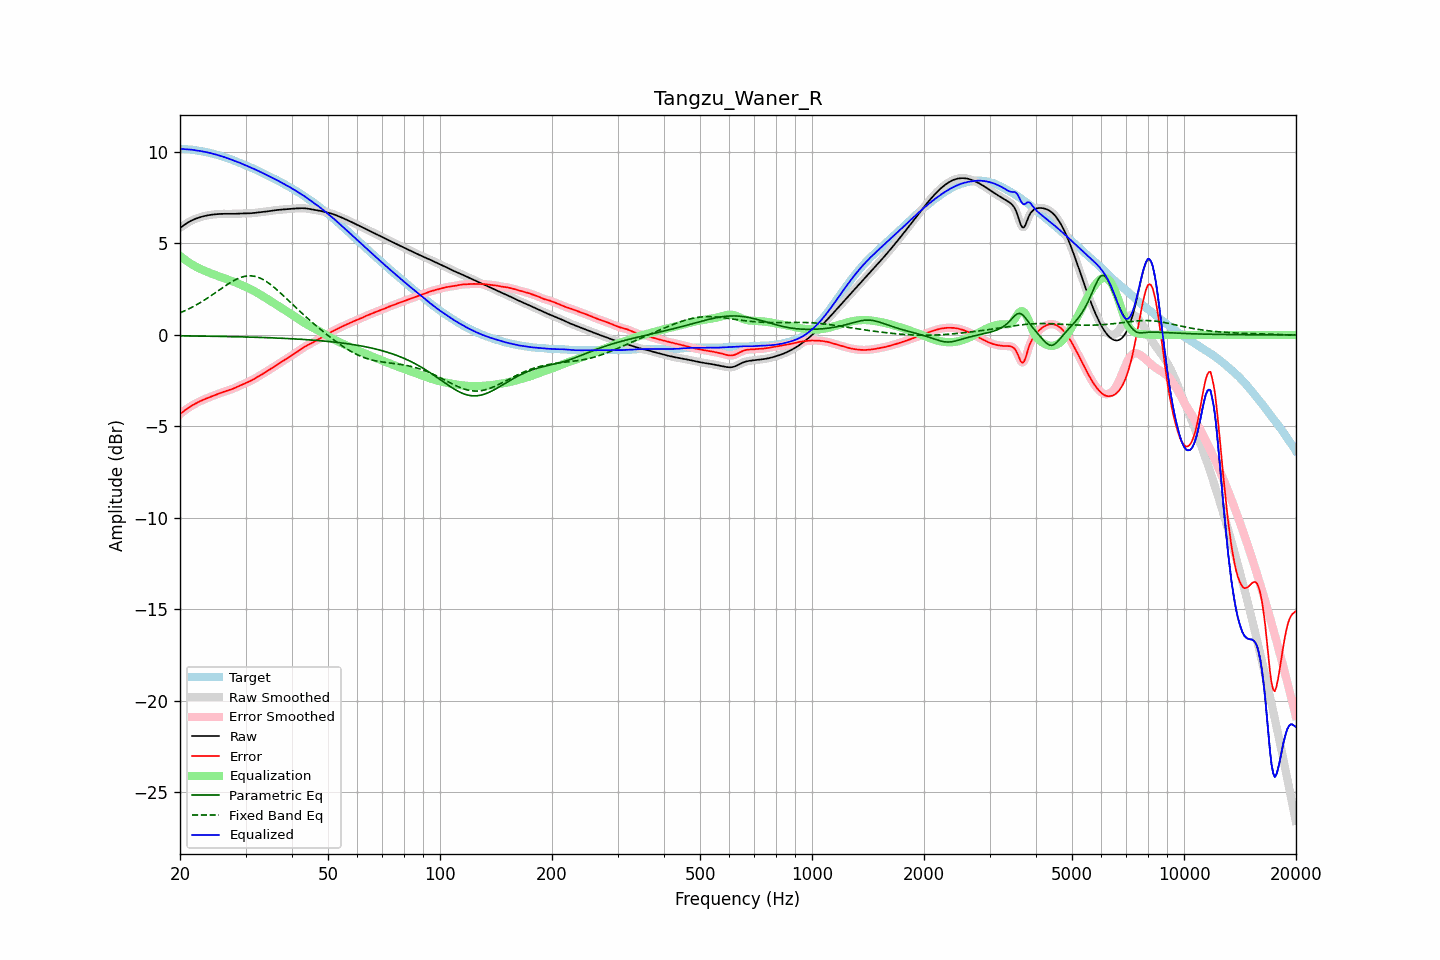 Tangzu_Waner_R
Amplitude (dBr)
10
5
0
−5
−10
−15
−20
−25
Target
Raw Smoothed
Error Smoothed
Raw
Error
Equalization
Parametric Eq
Fixed Band Eq
Equalized
20 50 100 200 500 1000 2000 5000 10000 20000
Frequency (Hz)